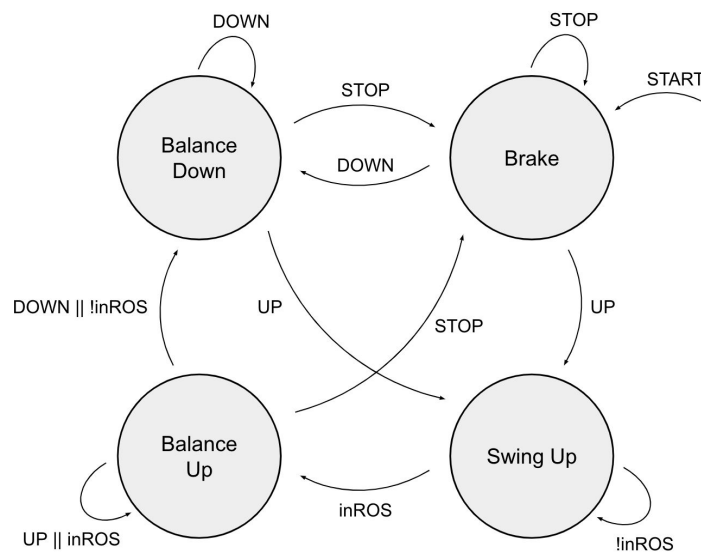 DOWN
STOP
START
STOP
Balance
Down
Brake
DOWN
DOWN || !inROS
UP
STOP
UP
Balance
Up
Swing Up
inROS
UP || inROS
!inROS